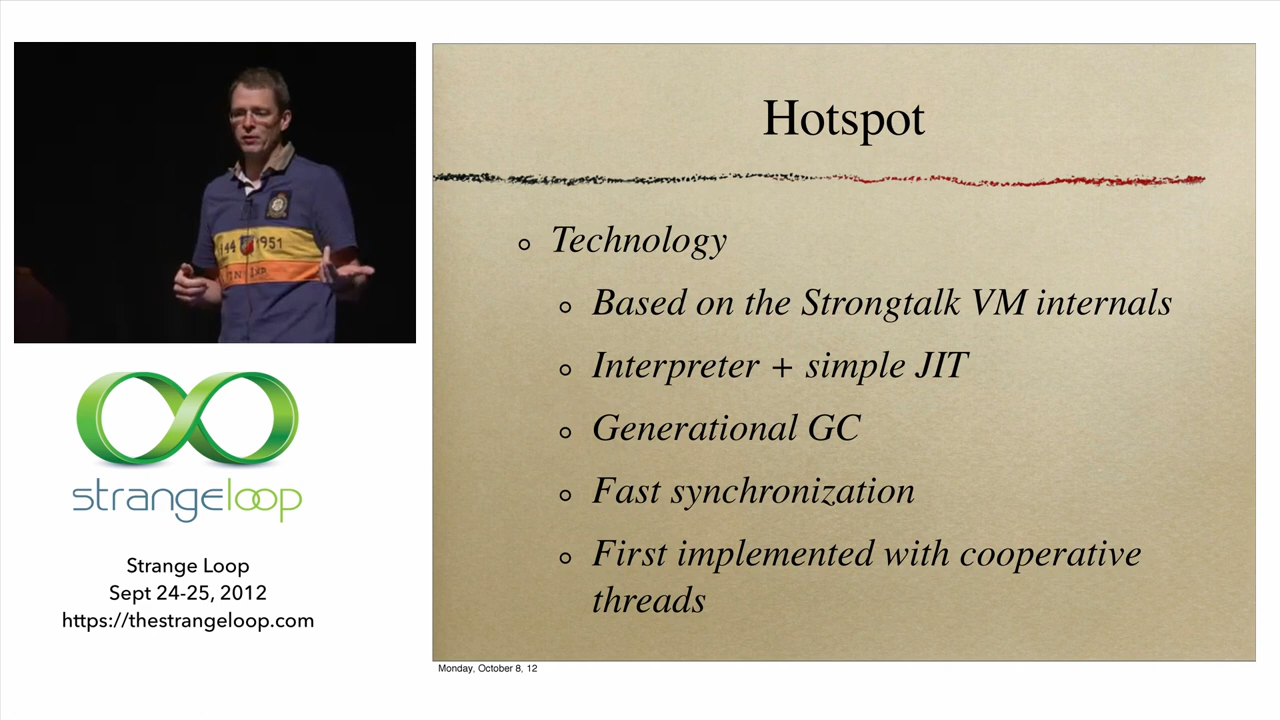 Hotspot
Technology
Based on the Strongtalk VM internals
Interpreter + simple JIT
Generational GC
Fast synchronization
First implemented with cooperative
threads
1951
strangeloop
Strange Loop
Sept 24-25, 2012
https://thestrangeloop.com
Monday, October 8, 12